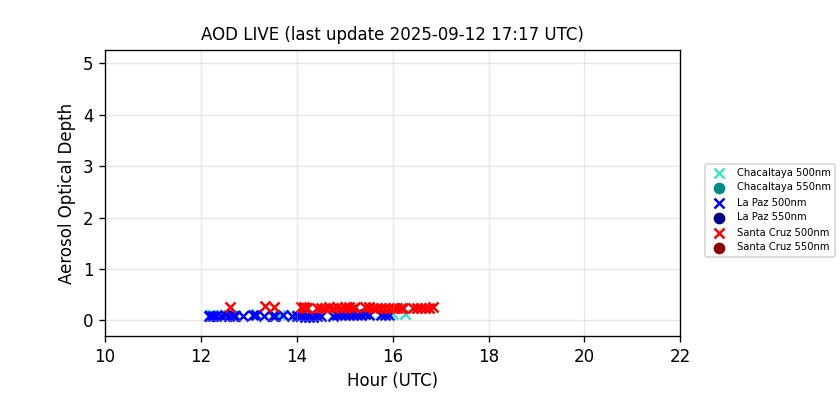 AOD LIVE (last update 2025-09-12 17:17 UTC)
Aerosol Optical Depth
5
4
3
2
1
0
10 12 14 16 18 20 22
Hour (UTC)
Chacaltaya 500nm
Chacaltaya 550nm
La Paz 500nm
La Paz 550nm
Santa Cruz 500nm
Santa Cruz 550nm